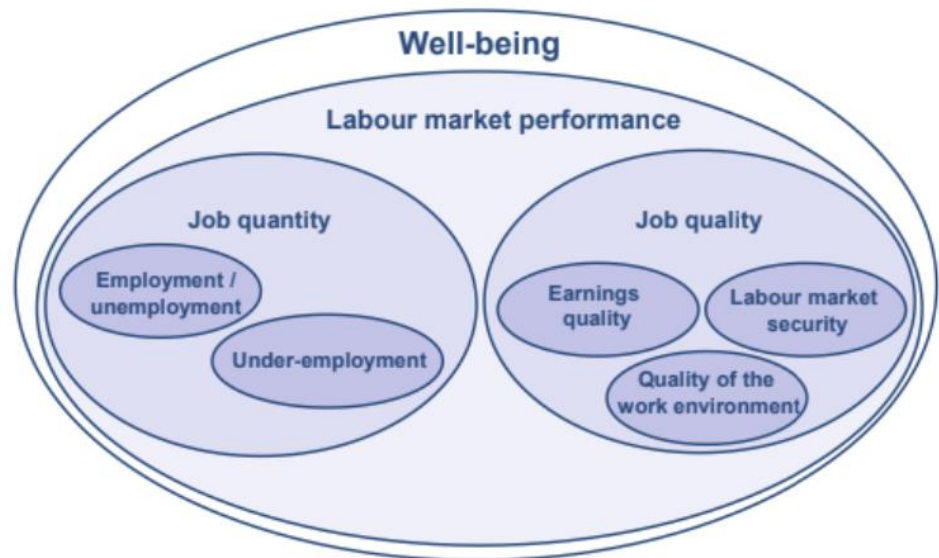 Well-being
Labour market performance
Job quantity
Employment /
unemployment
Under-employment
Job quality
Earnings
quality
Labour market
security
Quality of the
work environment